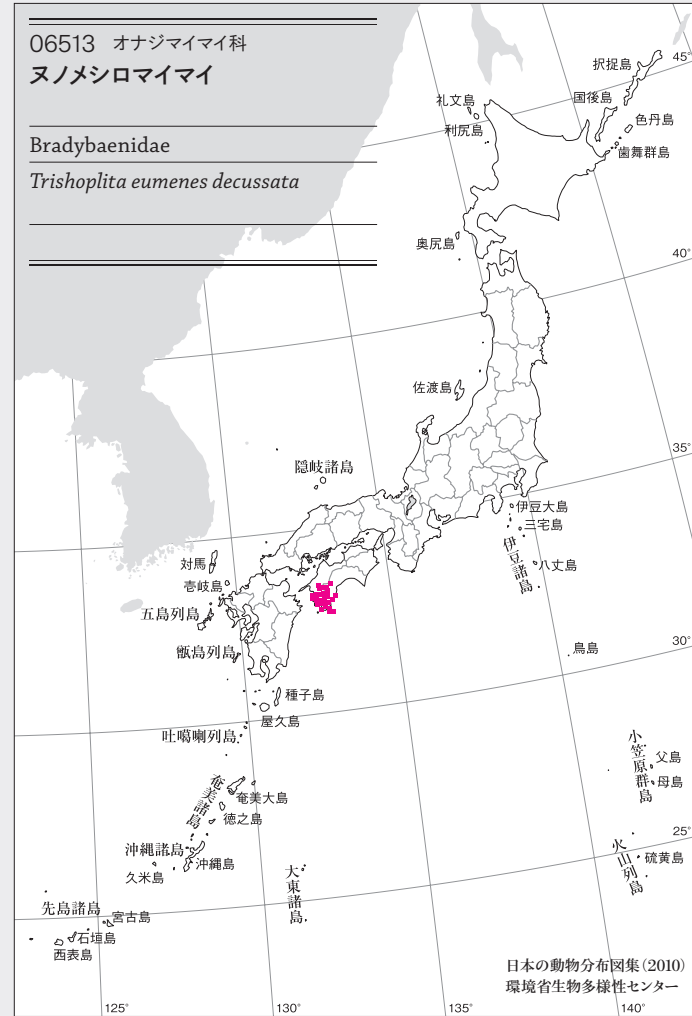 06513 オナジマイマイ科
ヌノメシロマイマイ
Bradybaenidae
Trishoplita eumenes decussata
択捉島
45°
国後島
礼文島
色丹島
利尻島
歯舞群島
奥尻島
40°
佐渡島
35°
隠岐諸島
伊豆大島
三宅島
伊豆諸島
八丈島
対馬
壱岐島
五島列島
30°
鳥島
甑島列島
種子島
屋久島
吐噶喇列島
小笠原群島
父島
母島
奄美諸島
奄美大島
徳之島
25°
沖縄諸島
沖縄島
火山列島
硫黄島
久米島
大東諸島
先島諸島
宮古島
石垣島
西表島
日本の動物分布図集(2010)
環境省生物多様性センター
125°
130°
135°
140°